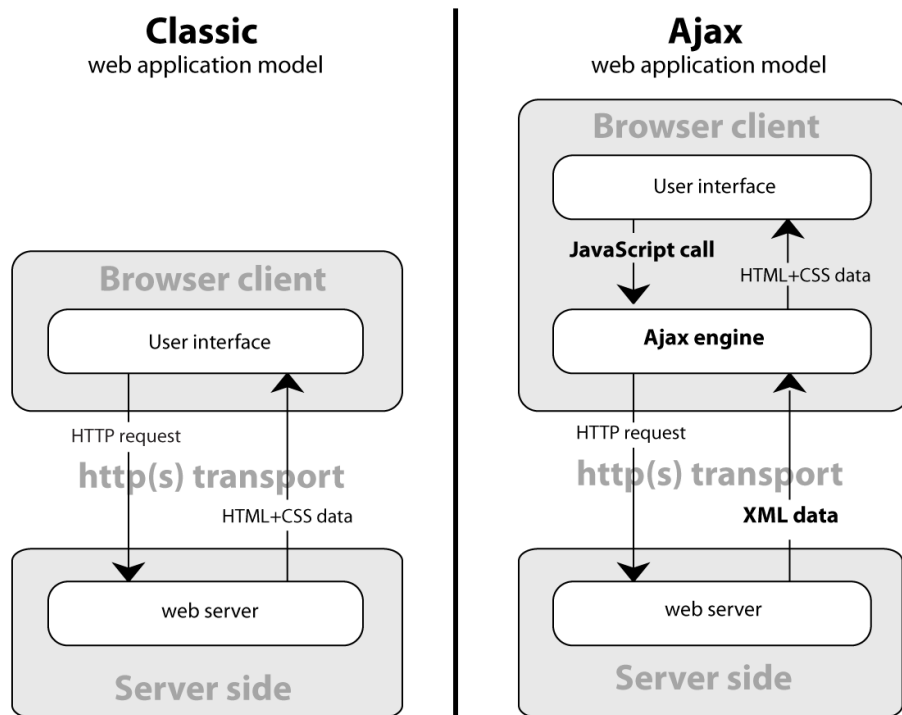 Classic
web application model
Browser client
User interface
HTTP request
http(s) transport
HTML+CSS data
web server
Server side
Ajax
web application model
Browser client
User interface
JavaScript call
HTML+CSS data
Ajax engine
HTTP request
http(s) transport
XML data
web server
Server side